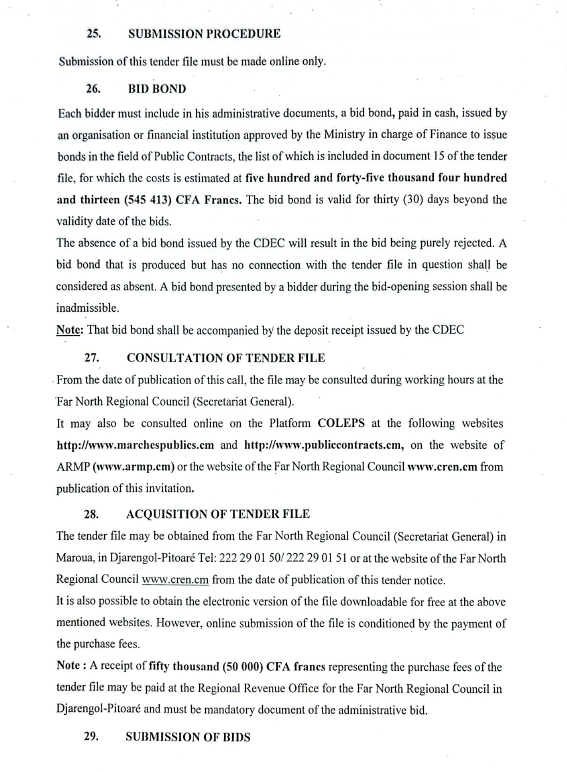 25. SUBMISSION PROCEDURE
Submission of this tender file must be made online only.
26. BID BOND
Each bidder must include in his administrative documents, a bid bond, paid in cash, issued by
an organisation or financial institution approved by the Ministry in charge of Finance to issue
bonds in the field of Public Contracts, the list of which is included in document 15 of the tender
file, for which the costs is estimated at five hundred and forty-five thousand four hundred
and thirteen (545 413) CFA Francs. The bid bond is valid for thirty (30) days beyond the
validity date of the bids.
The absence of a bid bond issued by the CDEC will result in the bid being purely rejected. A
bid bond that is produced but has no connection with the tender file in question shall be
considered as absent. A bid bond presented by a bidder during the bid-opening session shall be
inadmissible.
Note: That bid bond shall be accompanied by the deposit receipt issued by the CDEC
27. CONSULTATION OF TENDER FILE
From the date of publication of this call, the file may be consulted during working hours at the
Far North Regional Council (Secretariat General).
It may also be consulted online on the Platform COLEPS at the following websites
http://www.marchespublics.cm and http://www.publiccontracts.cm, on the website of
ARMP (www.armp.cm) or the website of the Far North Regional Council www.cren.cm from
publication of this invitation.
28. ACQUISITION OF TENDER FILE
The tender file may be obtained from the Far North Regional Council (Secretariat General) in
Maroua, in Djarengol-Pitoaré Tel: 222 29 01 50/ 222 29 01 51 or at the website of the Far North
Regional Council www.cren.cm from the date of publication of this tender notice.
It is also possible to obtain the electronic version of the file downloadable for free at the above
mentioned websites. However, online submission of the file is conditioned by the payment of
the purchase fees.
Note : A receipt of fifty thousand (50 000) CFA francs representing the purchase fees of the
tender file may be paid at the Regional Revenue Office for the Far North Regional Council in
Djarengol-Pitoaré and must be mandatory document of the administrative bid.
29. SUBMISSION OF BIDS